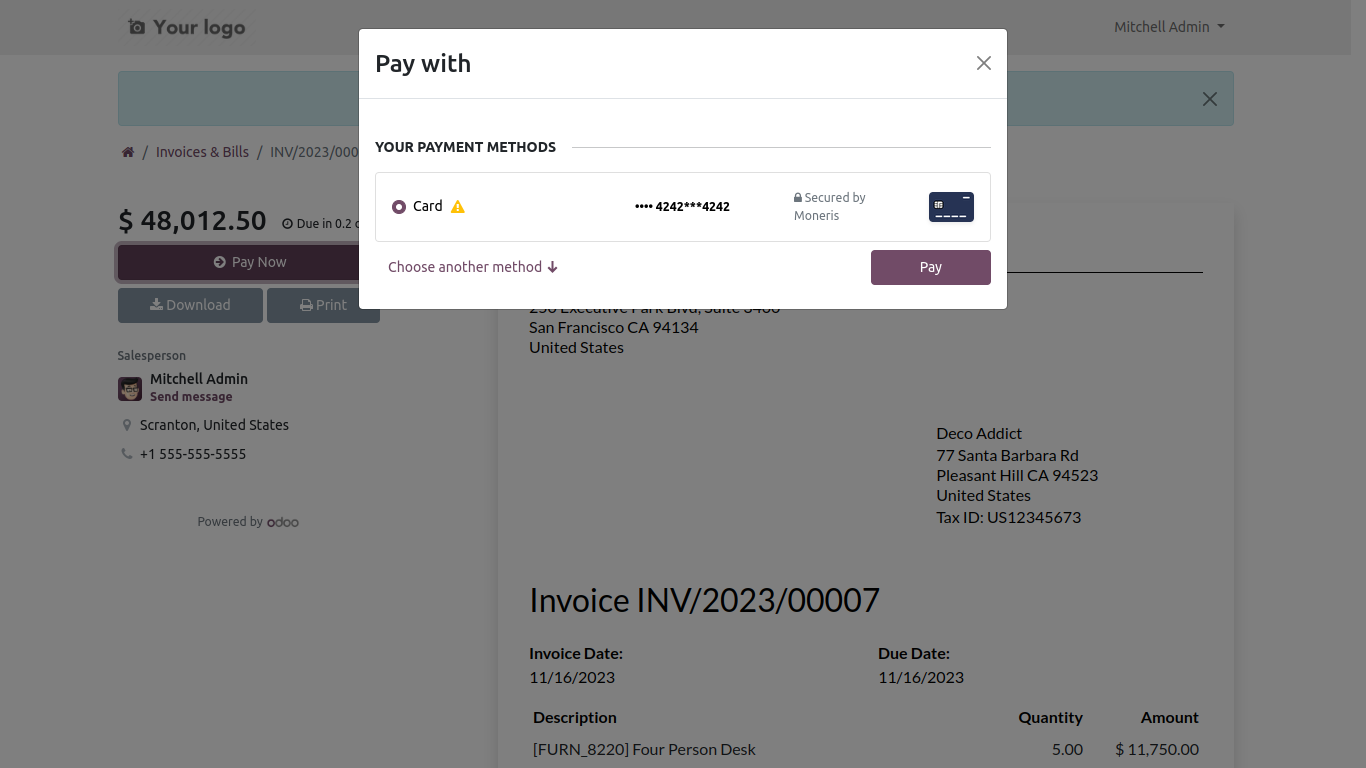 Your logo
Mitchell Admin
Pay with
Invoices & Bills / INV/2023/000
YOUR PAYMENT METHODS
Card
•••• 4242***4242
Secured by
Moneris
$ 48,012.50
Due in 0.2 d
Pay Now
Choose another method
Pay
Download
Print
San Francisco CA 94134
United States
Salesperson
Mitchell Admin
Send message
Scranton, United States
+1 555-555-5555
Powered by odoo
Deco Addict
77 Santa Barbara Rd
Pleasant Hill CA 94523
United States
Tax ID: US12345673
Invoice INV/2023/00007
Invoice Date:
Due Date:
11/16/2023
11/16/2023
Description Quantity Amount
[FURN_8220] Four Person Desk 5.00 $ 11,750.00